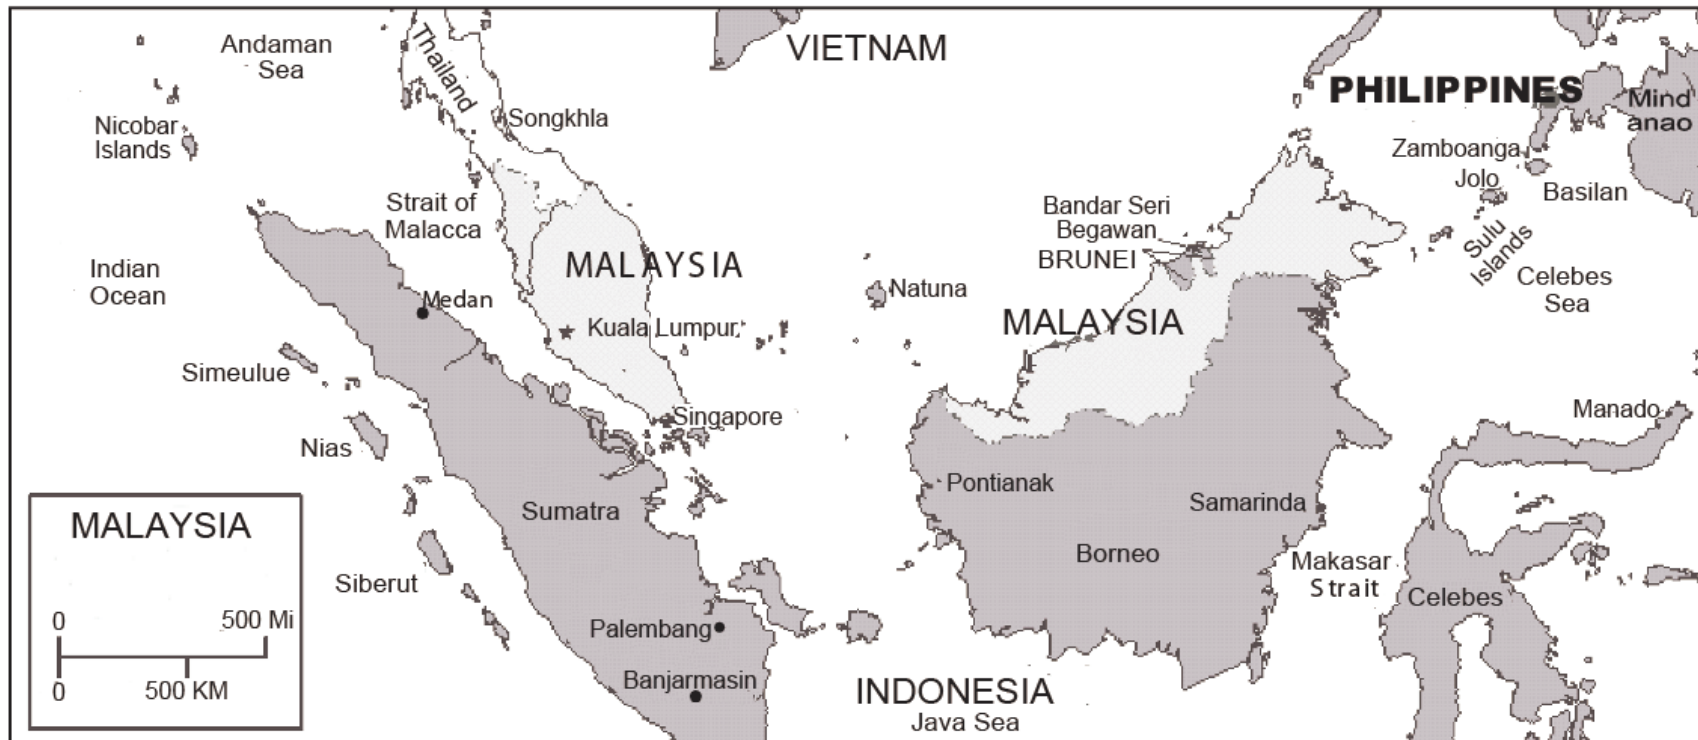 Andaman
Sea
Thailand
VIETNAM
PHILIPPINES
Mind
anao
Nicobar
Islands
Songkhla
Zamboanga
Jolo
Basilan
Strait of
Malacca
Bandar Seri
Begawan
BRUNEI
Sulu
Islands
Indian
Ocean
MALAYSIA
Celebes
Sea
Medan
Natuna
Kuala Lumpur
MALAYSIA
Simeulue
Singapore
Manado
Nias
Pontianak
Samarinda
Sumatra
Borneo
Makasar
Strait
Siberut
Celebes
Palembang
Banjarmasin
INDONESIA
Java Sea
MALAYSIA
0 500 Mi
0 500 KM